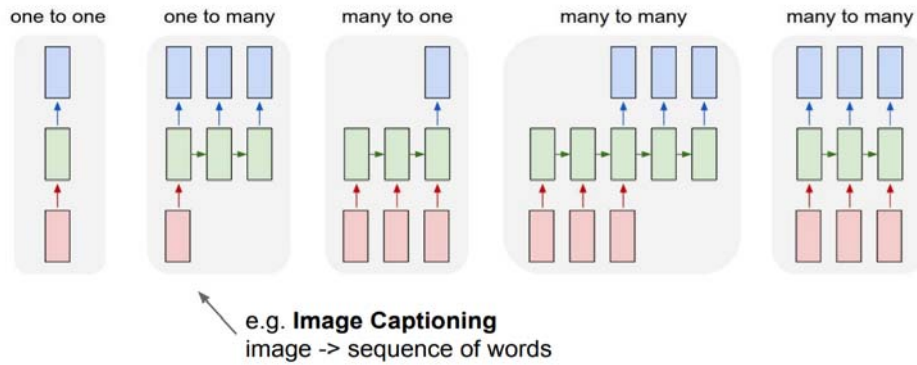 one to one
one to many
many to one
many to many
many to many
e.g. Image Captioning
image -> sequence of words